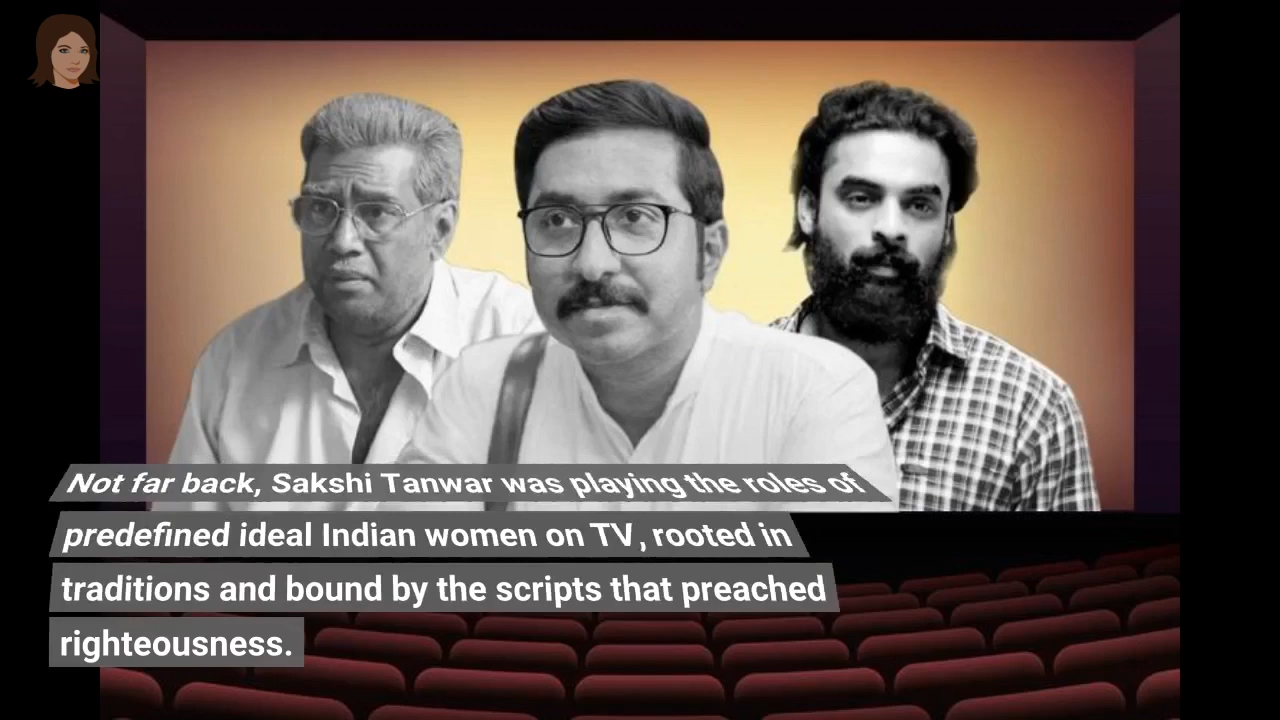 Not far back, Sakshi Tanwar was playing the roles of
predefined ideal Indian women on TV, rooted in
traditions and bound by the scripts that preached
righteousness.